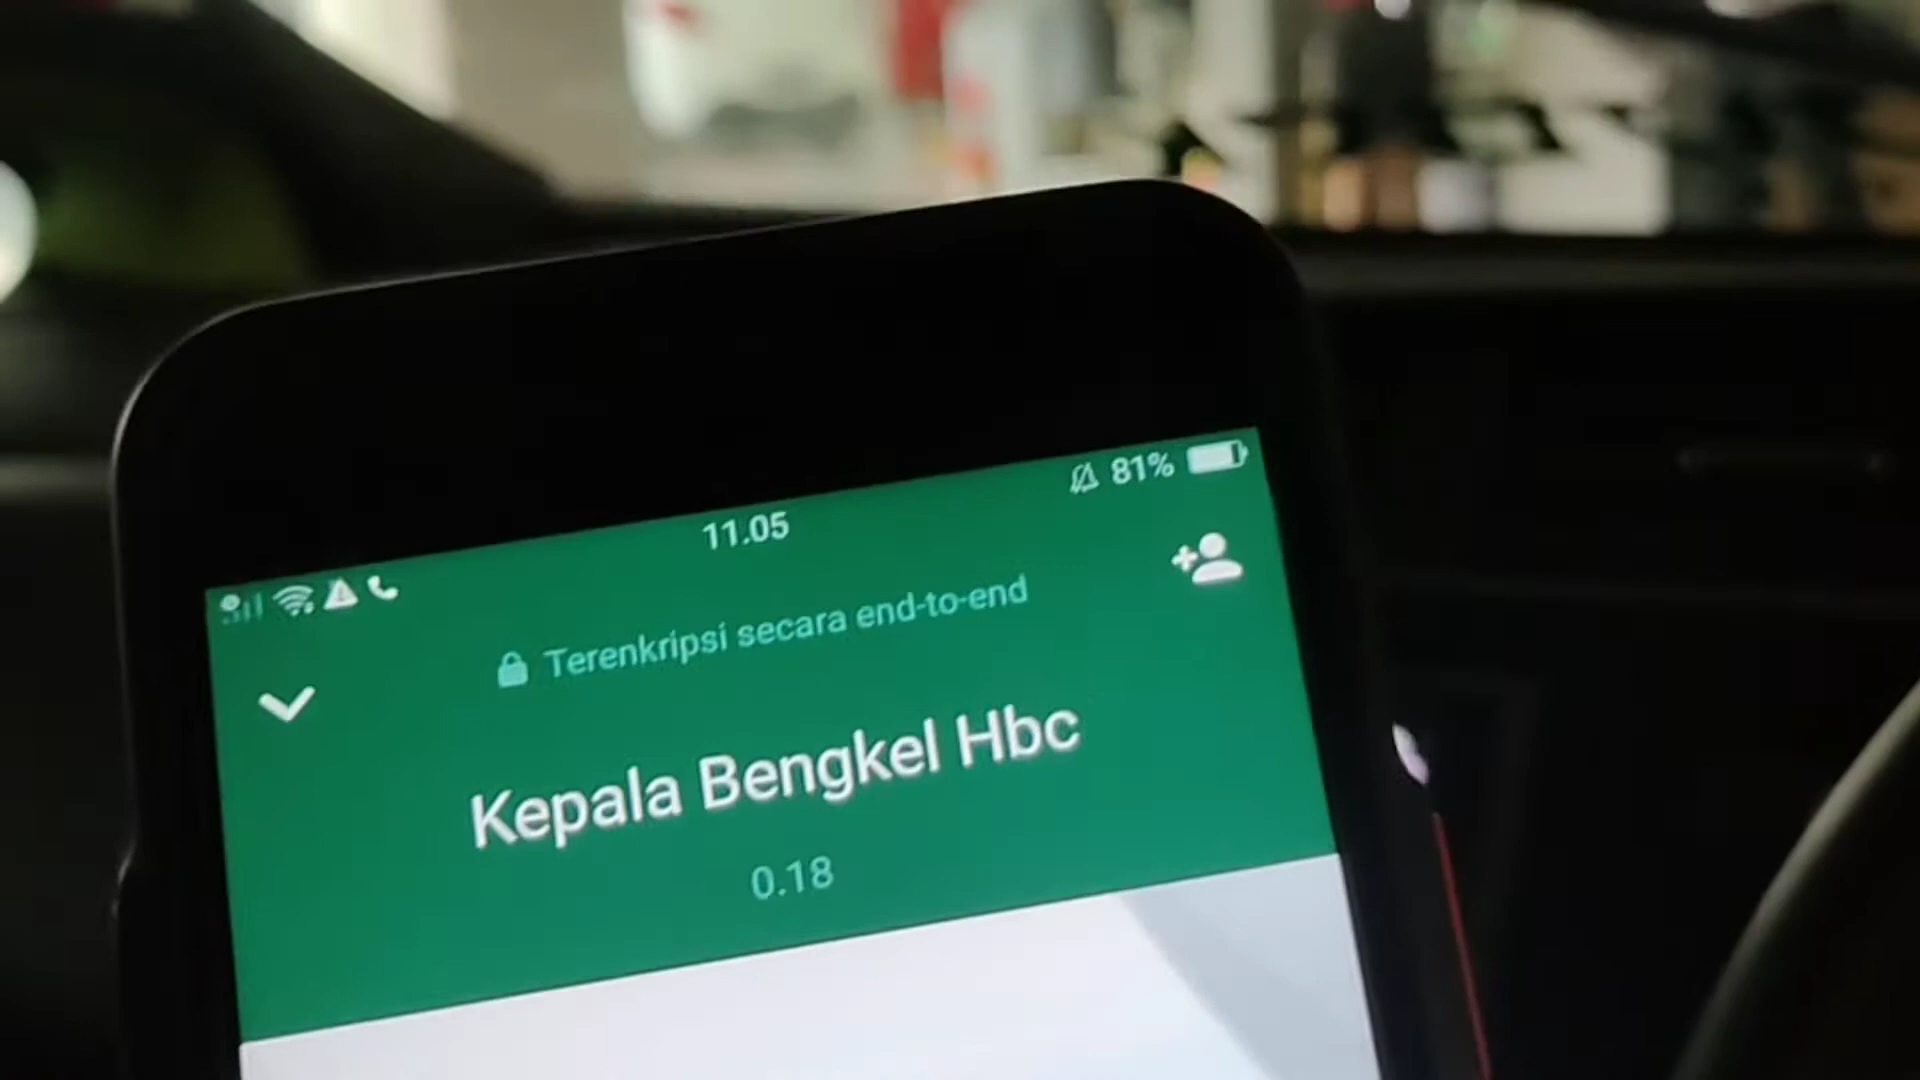 11.05
81%
Terenkripsi secara end-to-end
Kepala Bengkel Hbc
0.18